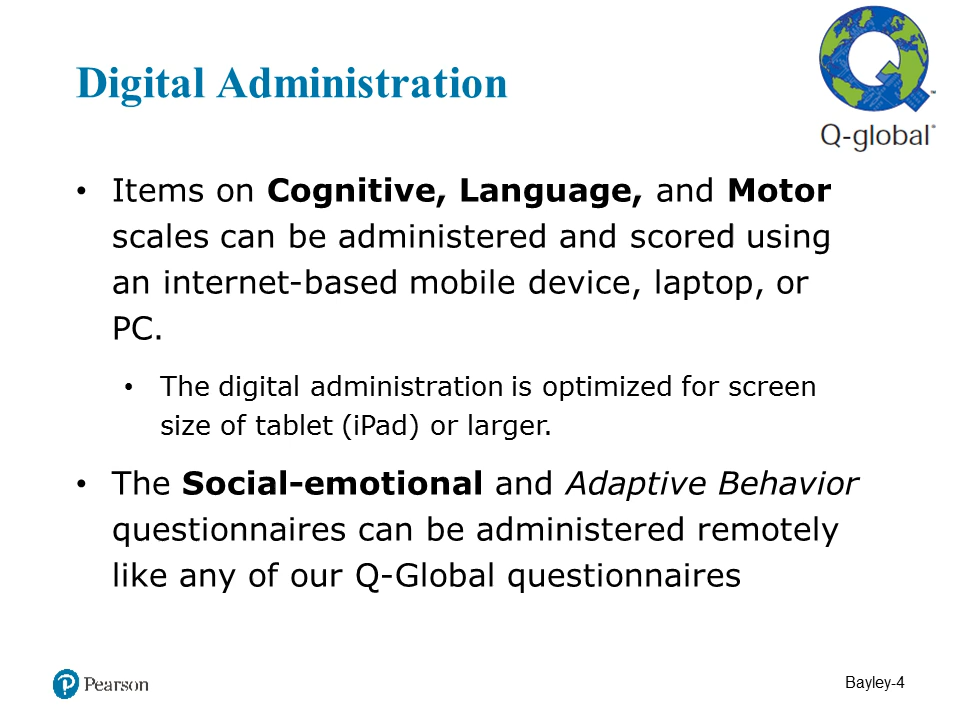 Digital Administration
Q-global™
• Items on Cognitive, Language, and Motor
scales can be administered and scored using
an internet-based mobile device, laptop, or
PC.
• The digital administration is optimized for screen
size of tablet (iPad) or larger.
• The Social-emotional and Adaptive Behavior
questionnaires can be administered remotely
like any of our Q-Global questionnaires
Pearson
Bayley-4